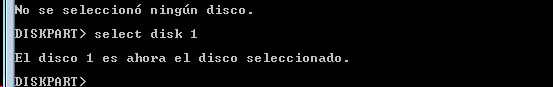 No se seleccionó ningún disco.
DISKPART> select disk 1
El disco 1 es ahora el disco seleccionado.
DISKPART>